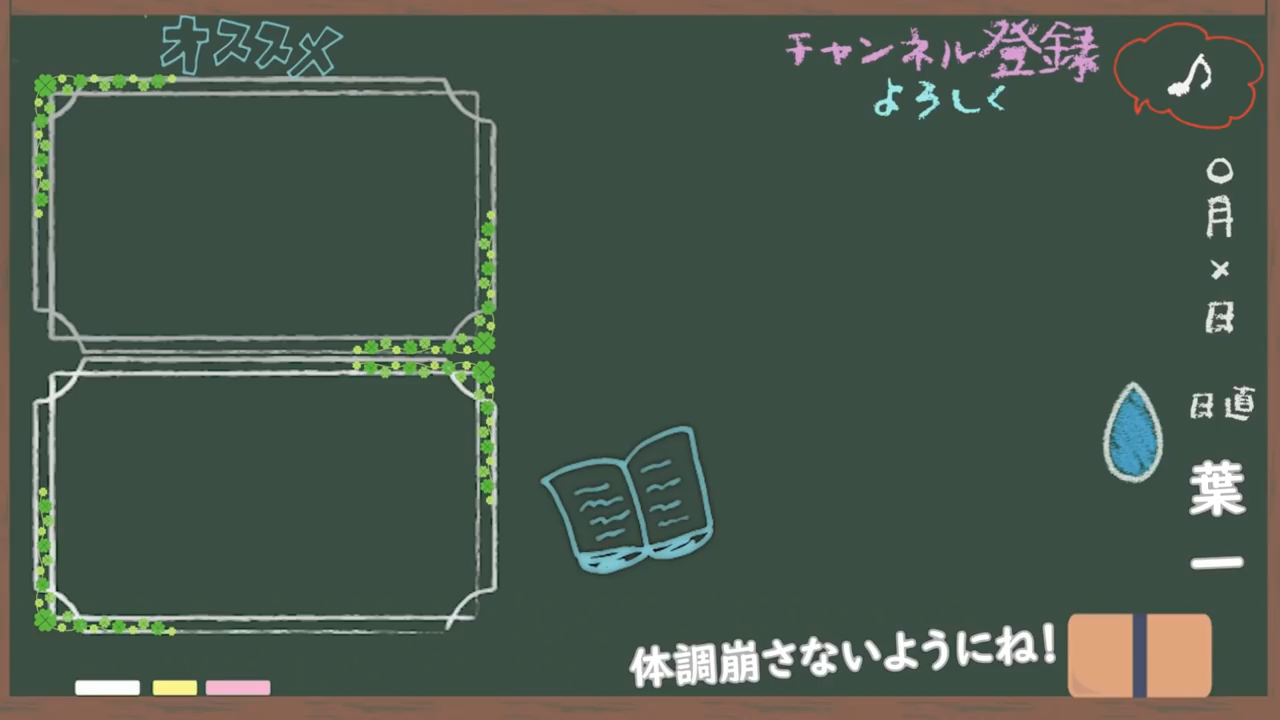 オススメ
チャンネル登録
よろしく
〇月×日
日直
葉一
体調崩さないようにね！